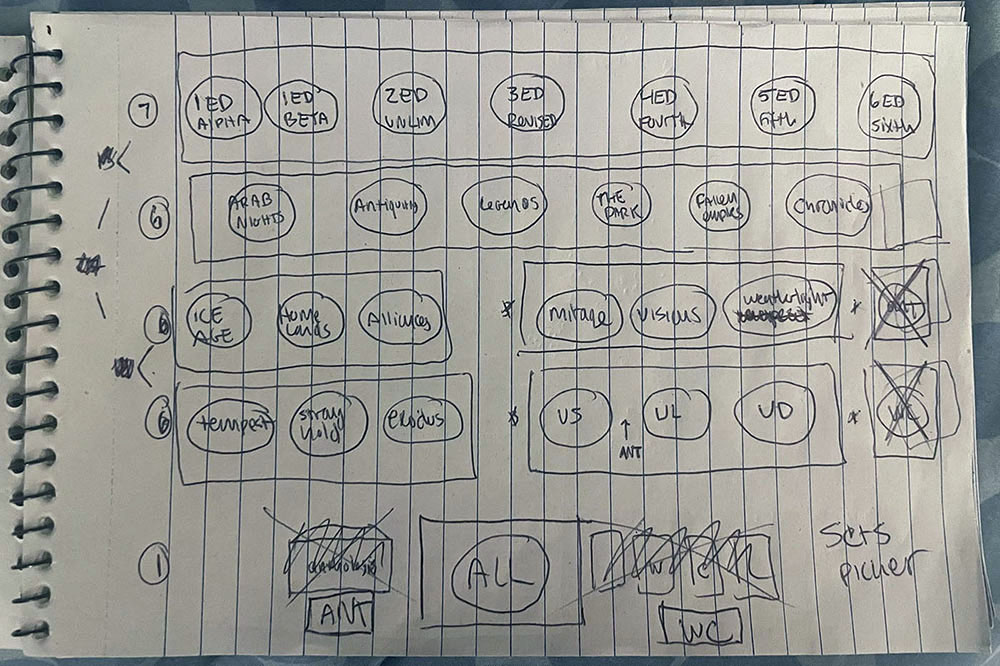 7
1ED
ALPHA
1ED
BETA
2ED
UNLIM
3ED
REVISED
4ED
FOURTH
5ED
fifth
6ED
sixth
6
ARAB
NIGHTS
Antiquity
Legends
THE
DARK
Fallen
empires
Chronicles
6
ICE
AGE
Home
lands
Alliances
*
mirage
visions
weatherlight
*
6
tempest
strong
hold
exodus
*
US
↑
ANT
UL
UD
*
1
ANT
ALL
WC
sets
picker